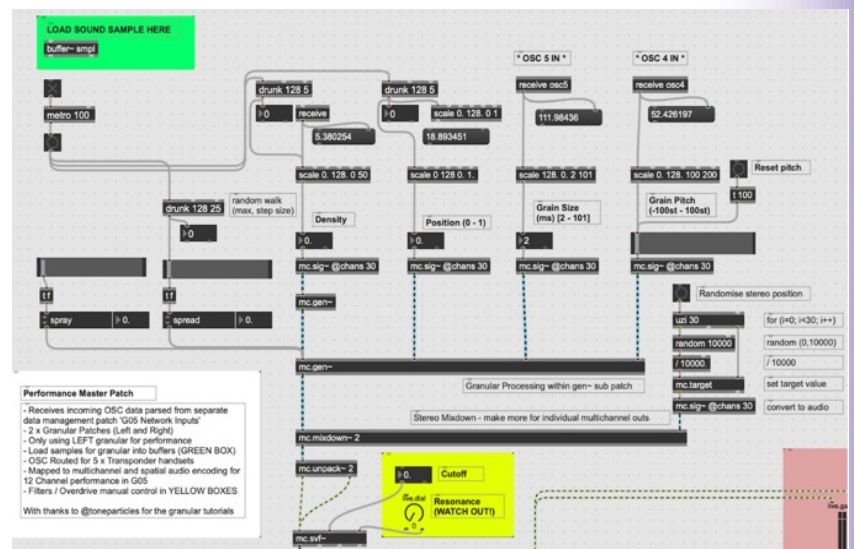 LOAD SOUND SAMPLE HERE
buffer~ smpl
* OSC 5 IN *
* OSC 4 IN *
metro 100
drunk 128 5
0
receive
5.380254
drunk 128 5
0
scale 0. 128. 0 1
18.893451
receive osc5
111.98436
receive osc4
52.426197
scale 0. 128. 0 50
scale 0 128 0. 1.
scale 0. 128. 0. 2 101
scale 0. 128. 100 200
Reset pitch
t 100
drunk 128 25
random walk
(max, step size)
0
Density
Position (0 - 1)
Grain Size
(ms) [2 - 101]
Grain Pitch
(-100st - 100st)
0.
0.
2
mc.sig~ @chans 30
mc.sig~ @chans 30
mc.sig~ @chans 30
mc.sig~ @chans 30
t f
t f
spray
0.
spread
0.
mc.gen~
Randomise stereo position
uzi 30
for (i=0; i<30; i++)
random 10000
random (0,10000)
/ 10000.
/ 10000
mc.target
set target value
mc.sig~ @chans 30
convert to audio
mc.gen~
Granular Processing within gen~ sub patch
Stereo Mixdown - make more for individual multichannel outs
mc.mixdown~ 2
mc.unpack~ 2
Performance Master Patch
- Receives incoming OSC data parsed from separate
data management patch 'G05 Network Inputs'
- 2 x Granular Patches (Left and Right)
- Only using LEFT granular for performance
- Load samples for granular into buffers (GREEN BOX)
- OSC Routed for 5 x Transponder handsets
- Mapped to multichannel and spatial audio encoding for
12 Channel performance in G05
- Filters / Overdrive manual control in YELLOW BOXES
With thanks to @toneparticles for the granular tutorials
0.
Cutoff
live.dial
0
Resonance
(WATCH OUT!)
mc.svf~
live.ga